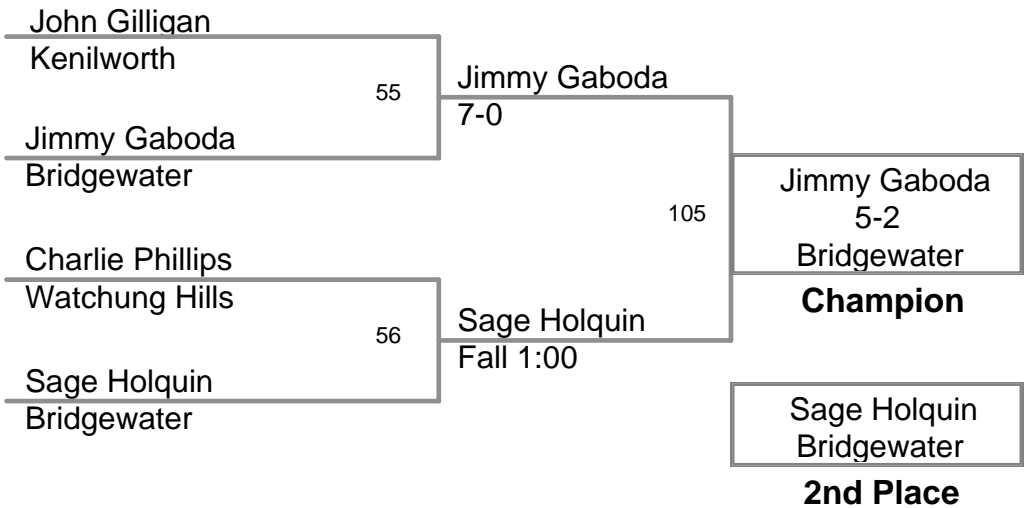 John Gilligan
Kenilworth
55
Jimmy Gaboda
7-0
Jimmy Gaboda
Bridgewater
105
Jimmy Gaboda
5-2
Bridgewater
Champion
Charlie Phillips
Watchung Hills
56
Sage Holquin
Fall 1:00
Sage Holquin
Bridgewater
Sage Holquin
Bridgewater
2nd Place